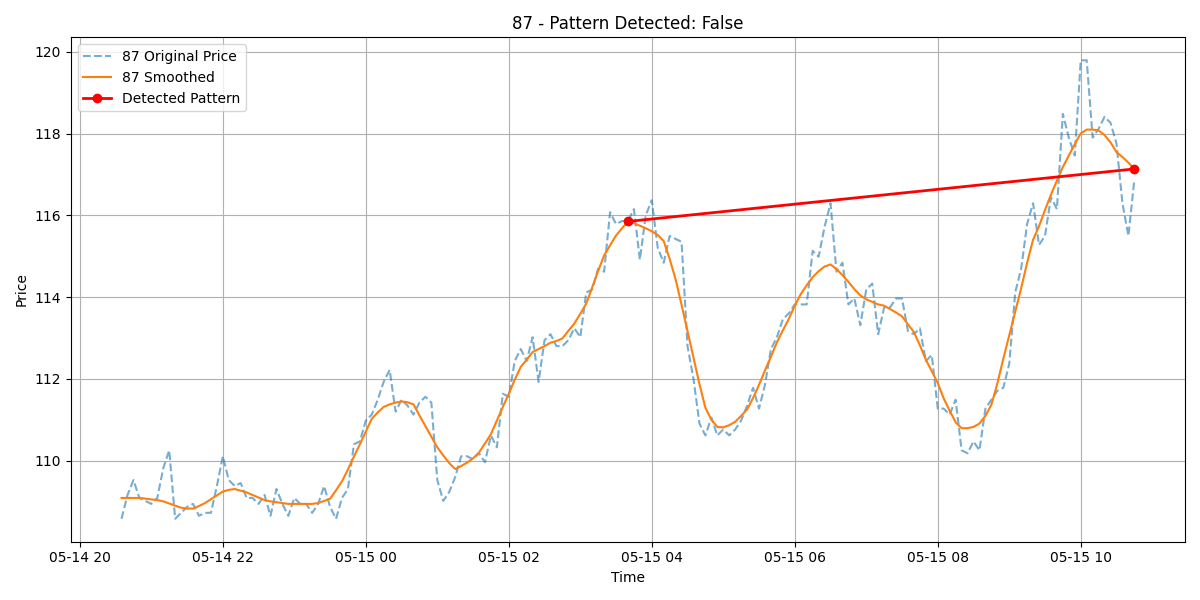 87 - Pattern Detected: False
87 Original Price
87 Smoothed
Detected Pattern
120
118
116
114
112
110
Price
05-14 20
05-14 22
05-15 00
05-15 02
05-15 04
05-15 06
05-15 08
05-15 10
Time